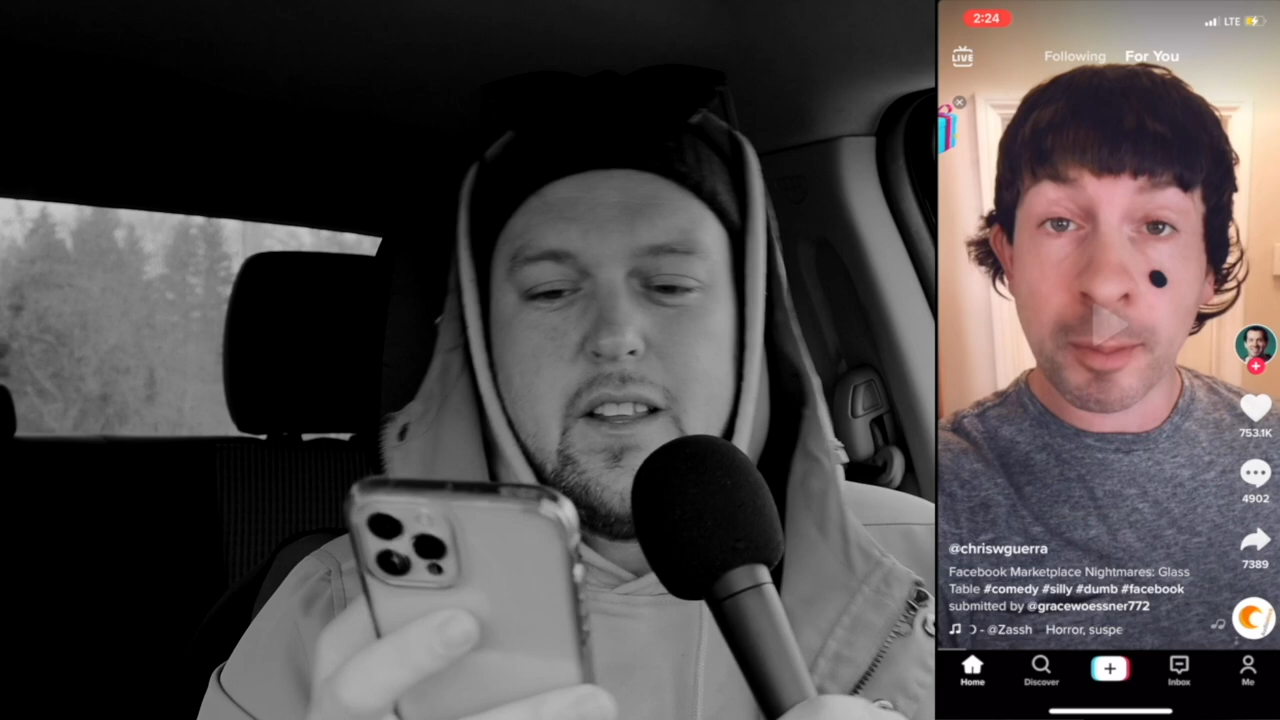 2:24
LTE
LIVE
Following For You
753.1K
4902
7389
@chriswguerra
Facebook Marketplace Nightmares: Glass
Table #comedy #silly #dumb #facebook
submitted by @gracewoessner772
- @Zassh Horror, suspe
Home
Discover
Inbox
Me